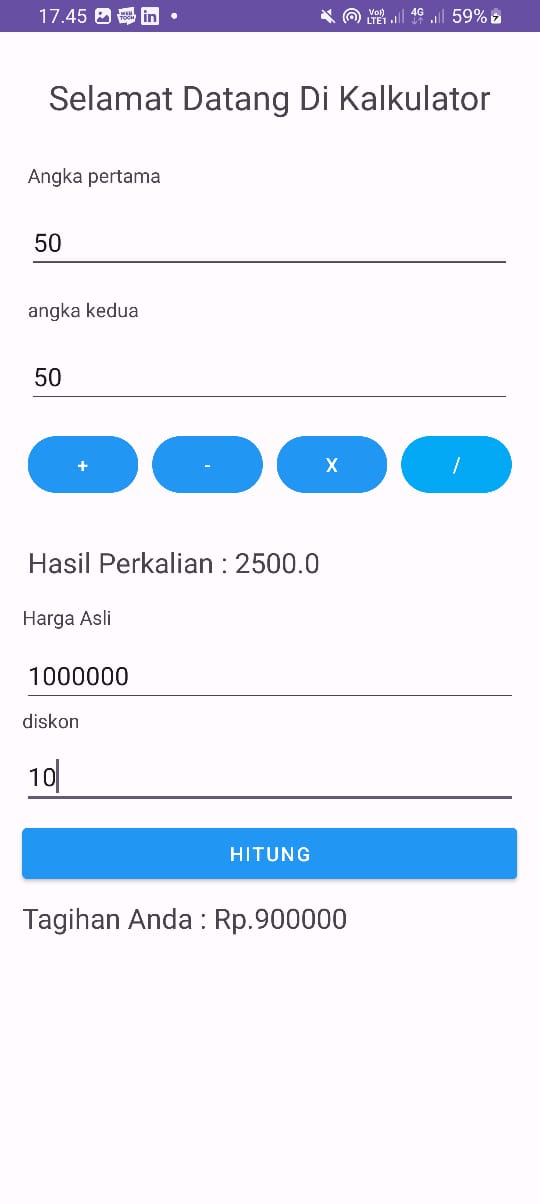 17.45 59%
VoI) LTE1 4G
Selamat Datang Di Kalkulator
Angka pertama
50
angka kedua
50
+ - X /
Hasil Perkalian : 2500.0
Harga Asli
1000000
diskon
10
HITUNG
Tagihan Anda : Rp.900000